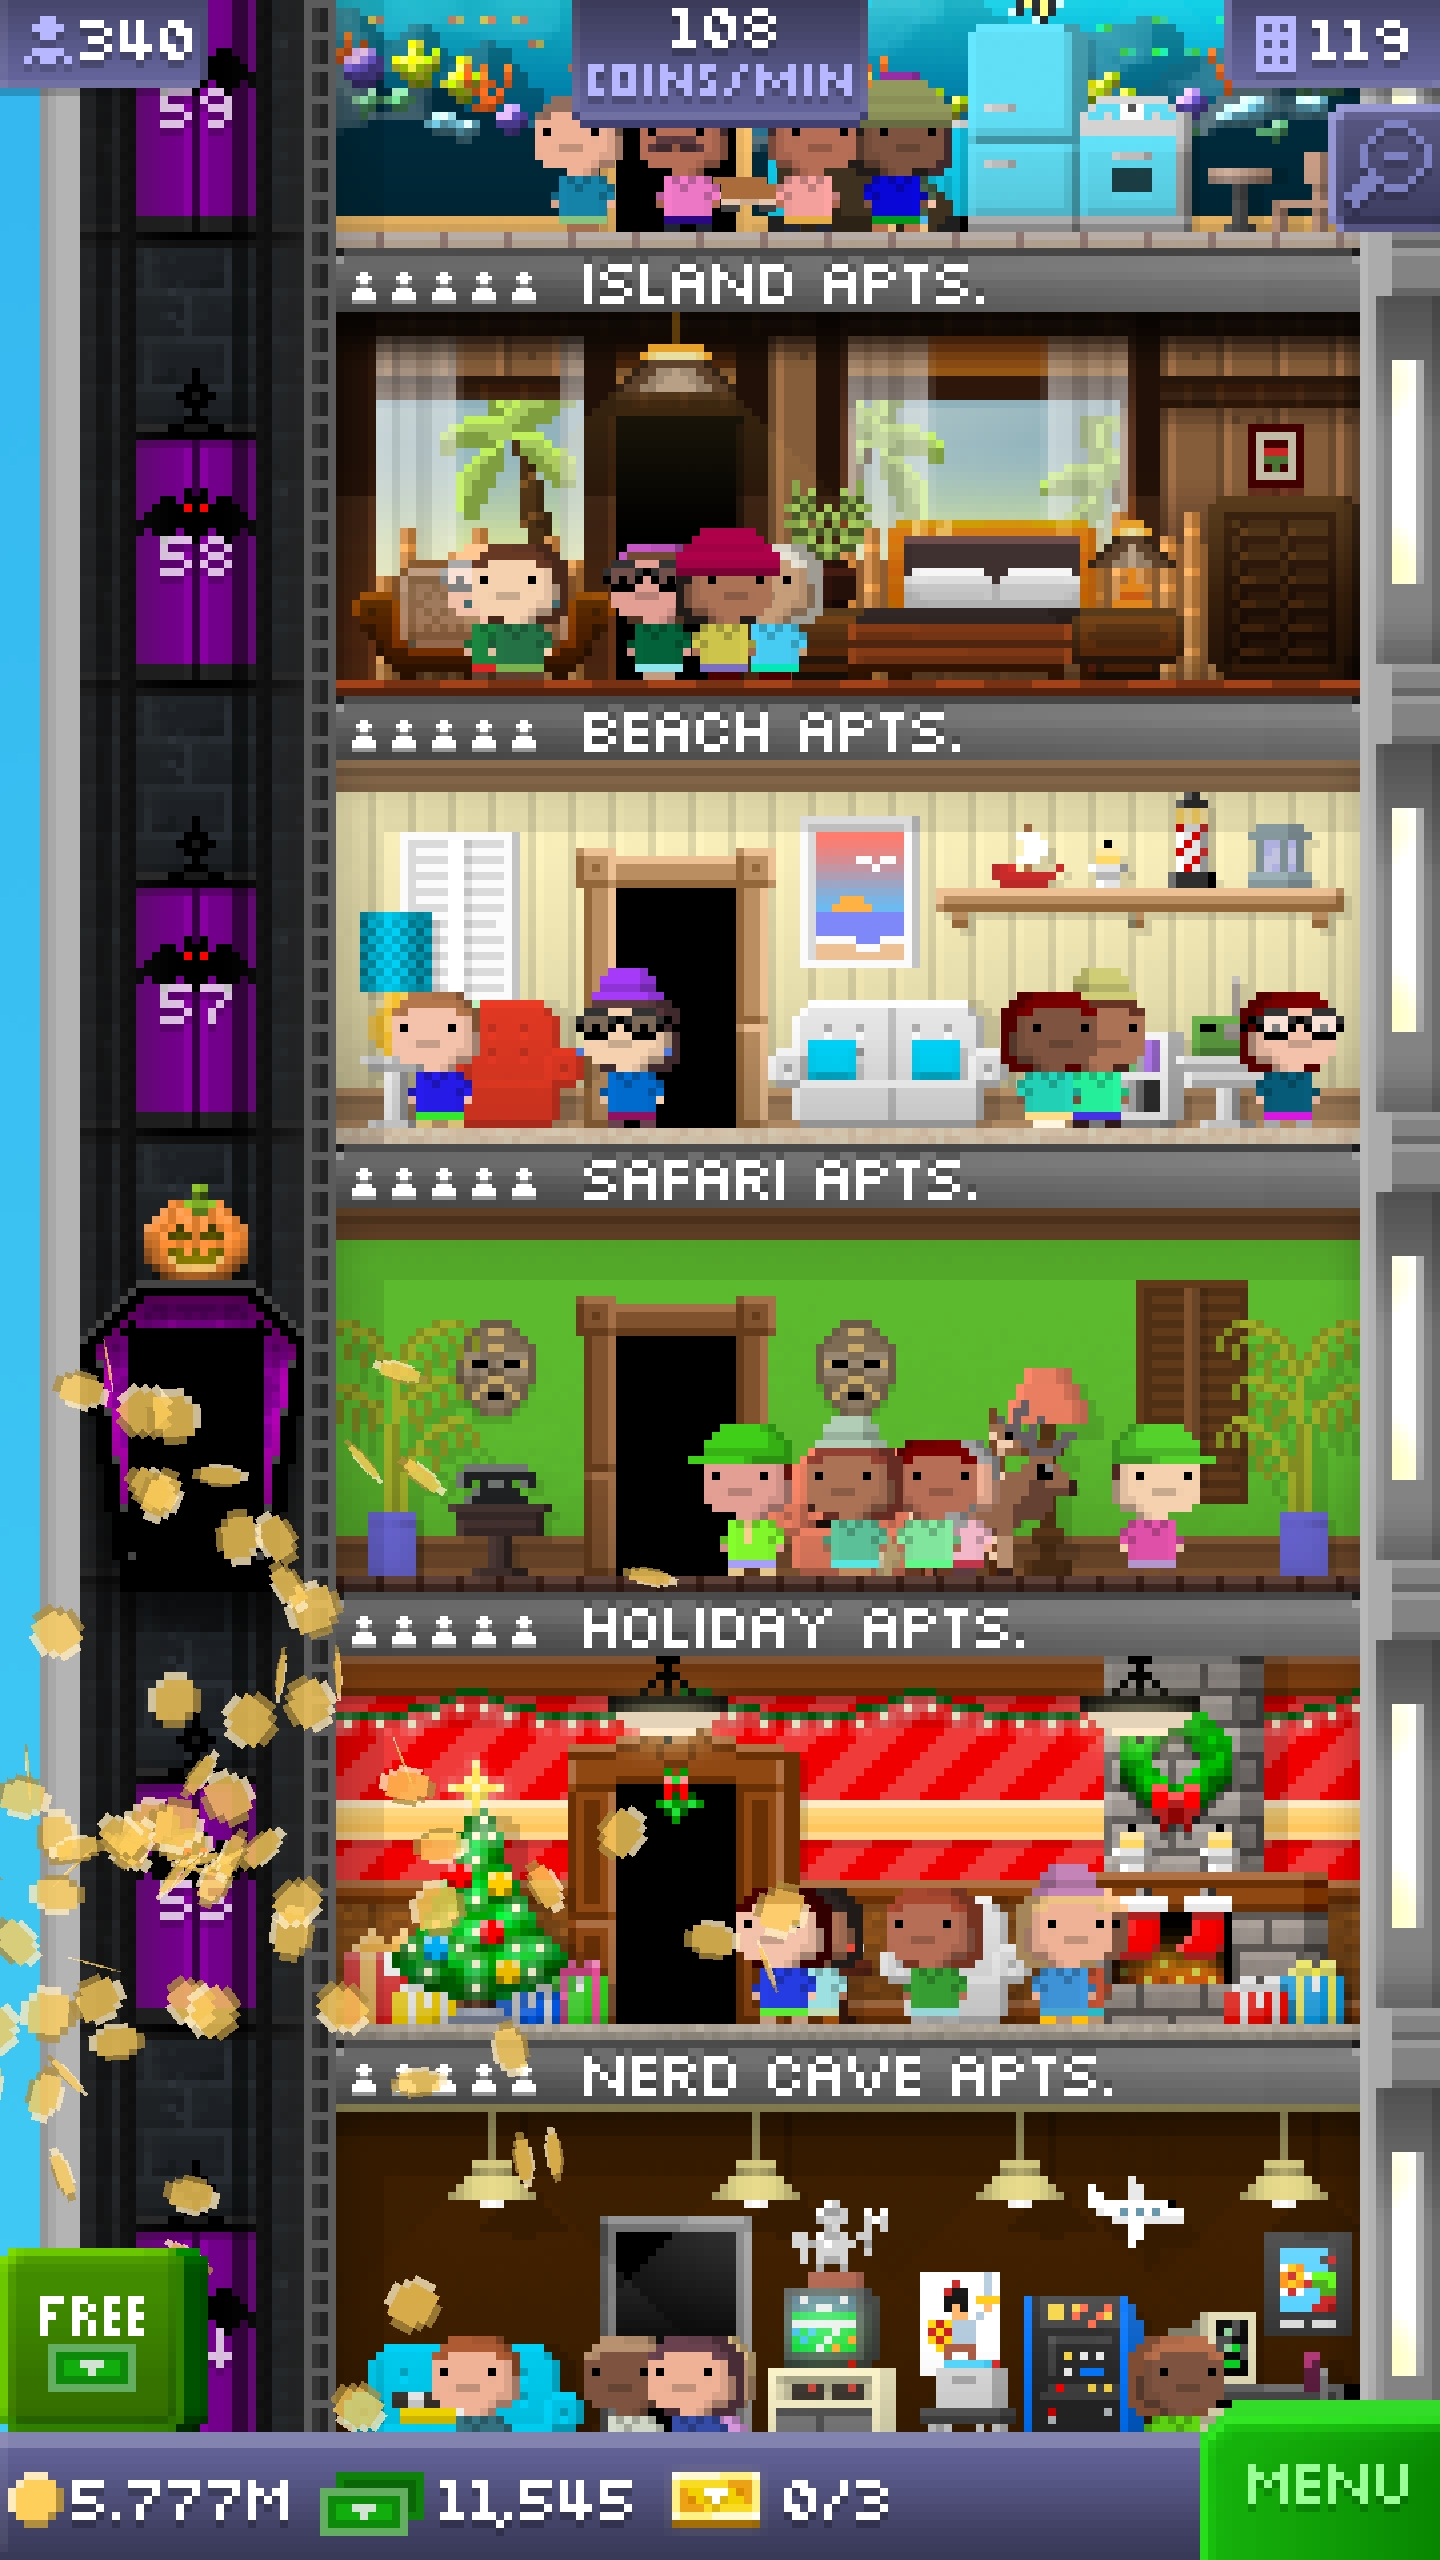 340
108
COINS/MIN
119
59
ISLAND APTS.
58
BEACH APTS.
57
SAFARI APTS.
HOLIDAY APTS.
55
NERD CAVE APTS.
FREE
5.777M
11,545
0/3
MENU